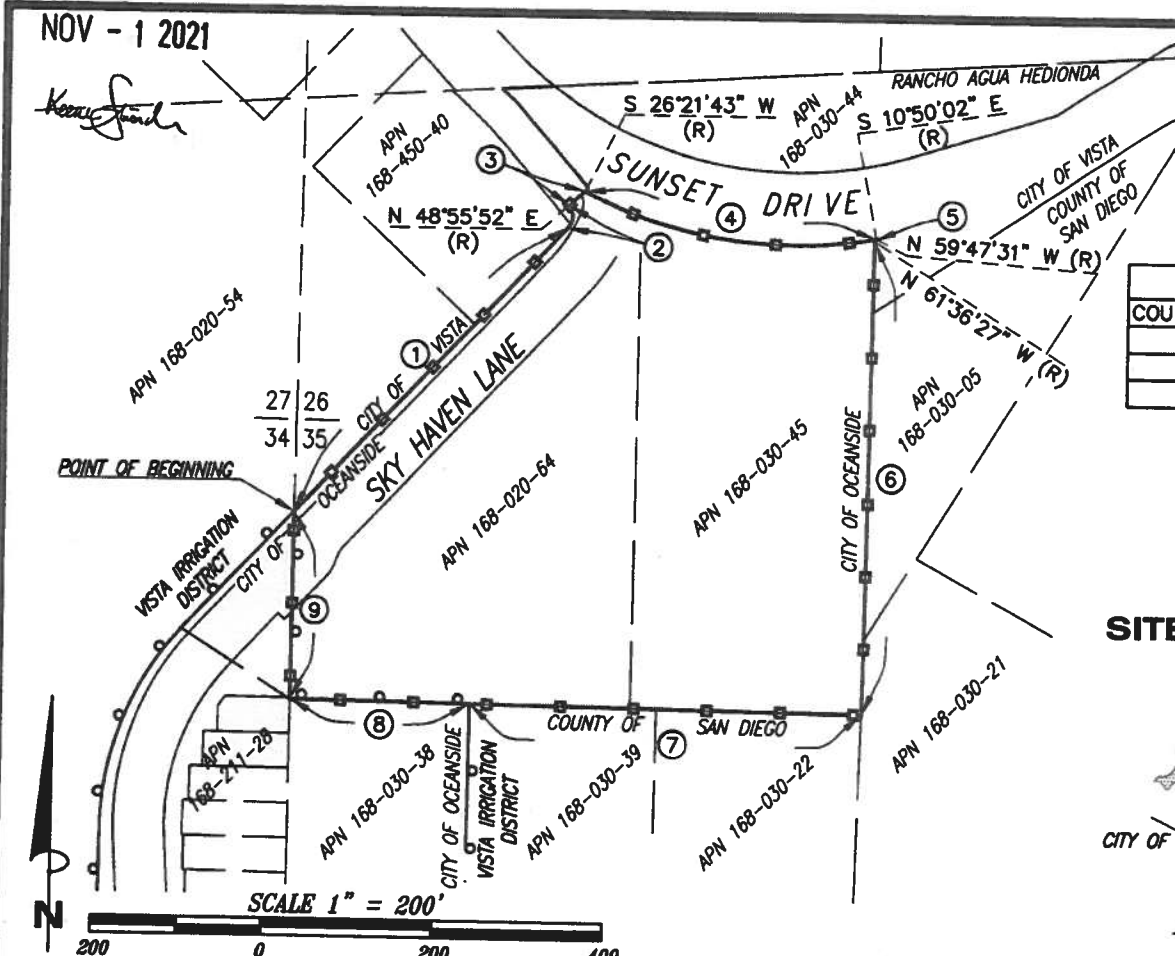 NOV - 1 2021
RANCHO AGUA HEDIONDA
S 26°21'43" W
(R)
APN
168-030-44
S 10°50'02" E
(R)
APN
168-450-40
3
SUNSET DRIVE
CITY OF VISTA
COUNTY OF
SAN DIEGO
N 48°55'52" E
(R)
2
4
5
N 59°47'31" W (R)
N 61°36'27" W (R)
COU
APN 168-020-54
1
CITY OF VISTA
CITY OF OCEANSIDE
SKY HAVEN LANE
27 26
34 35
POINT OF BEGINNING
VISTA IRRIGATION
DISTRICT
APN 168-020-64
APN 168-030-45
CITY OF OCEANSIDE
6
APN
168-030-05
9
SITE
8
COUNTY OF SAN DIEGO
7
APN
168-211-28
APN 168-030-38
CITY OF OCEANSIDE
VISTA IRRIGATION
DISTRICT
APN 168-030-39
APN 168-030-22
APN 168-030-21
CITY OF
N
SCALE 1" = 200'
200 0 200 400